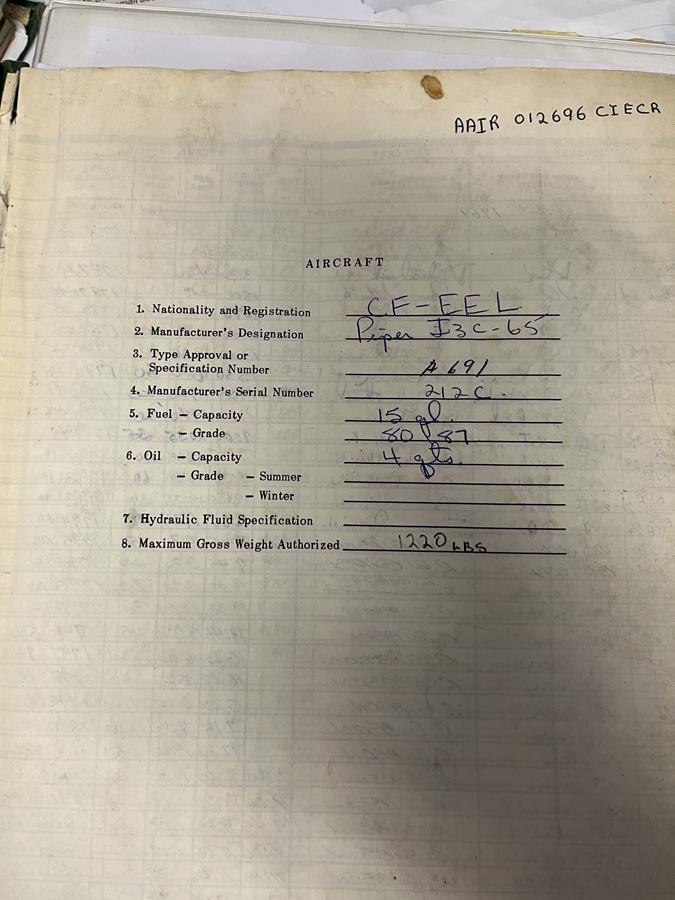 AAIR 012696 CIECR
AIRCRAFT
1. Nationality and Registration CF-EEL
2. Manufacturer's Designation Piper J3C-65
3. Type Approval or
Specification Number A 691
4. Manufacturer's Serial Number 212C.
5. Fuel – Capacity 15 gl.
– Grade 80 87
6. Oil – Capacity 4 qts.
– Grade – Summer
– Winter
7. Hydraulic Fluid Specification
8. Maximum Gross Weight Authorized 1220 LBS